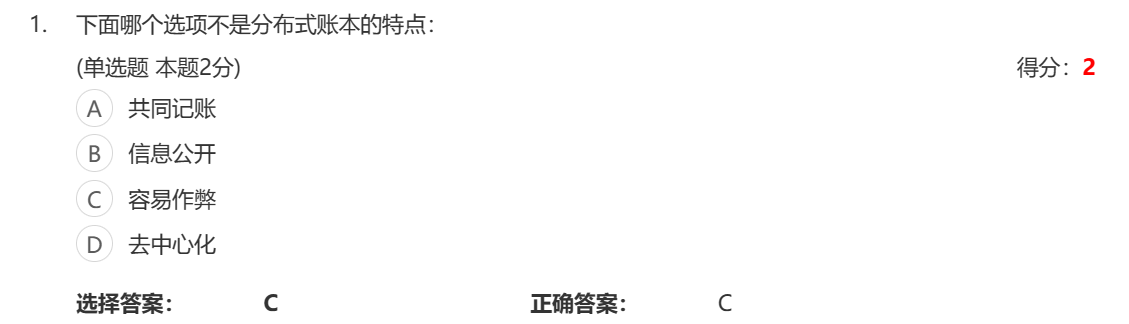 1. 下面哪个选项不是分布式账本的特点：
(单选题 本题2分) 得分：2
A 共同记账
B 信息公开
C 容易作弊
D 去中心化
选择答案： C 正确答案： C